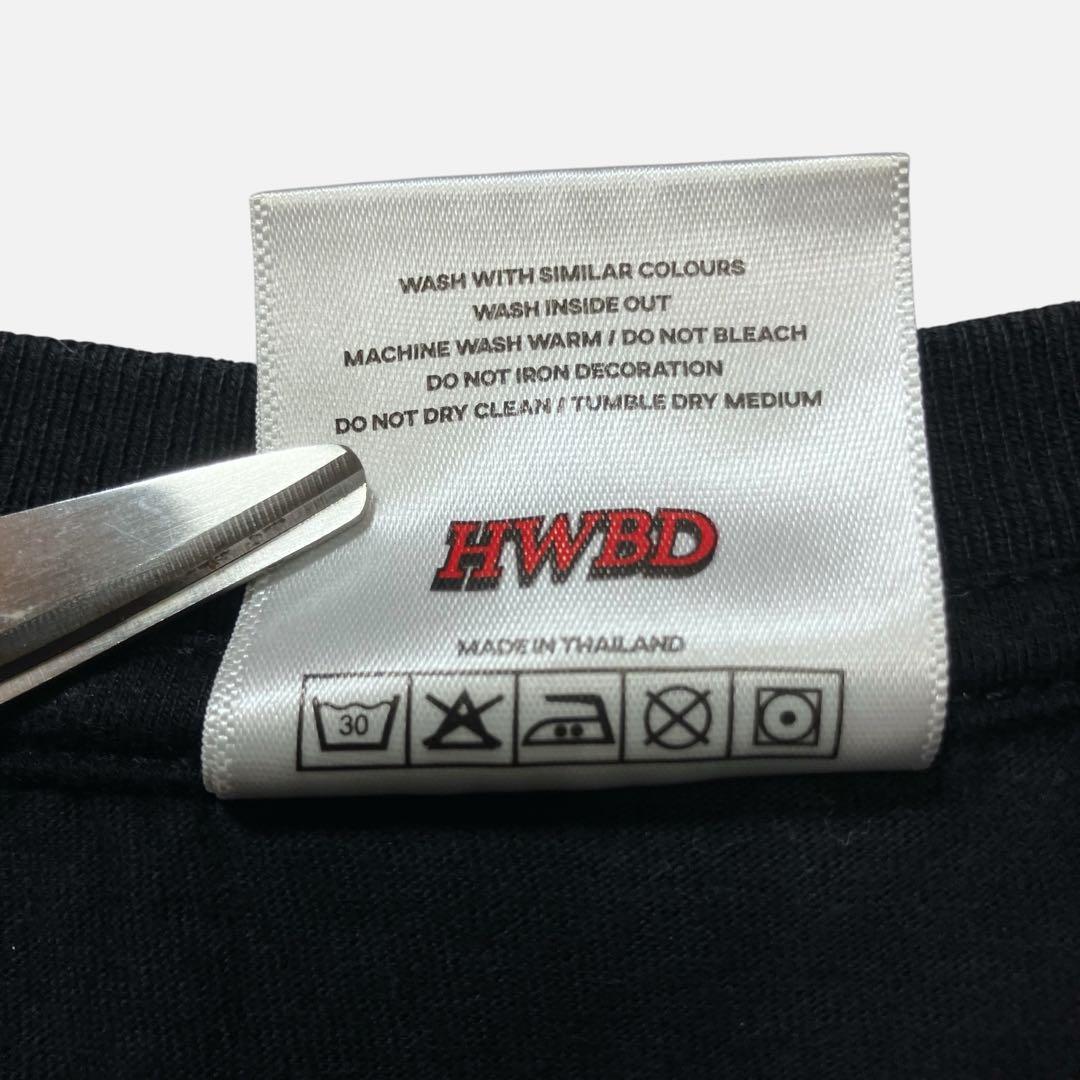 WASH WITH SIMILAR COLOURS
WASH INSIDE OUT
MACHINE WASH WARM / DO NOT BLEACH
DO NOT IRON DECORATION
DO NOT DRY CLEAN / TUMBLE DRY MEDIUM
HWBD
MADE IN THAILAND
30